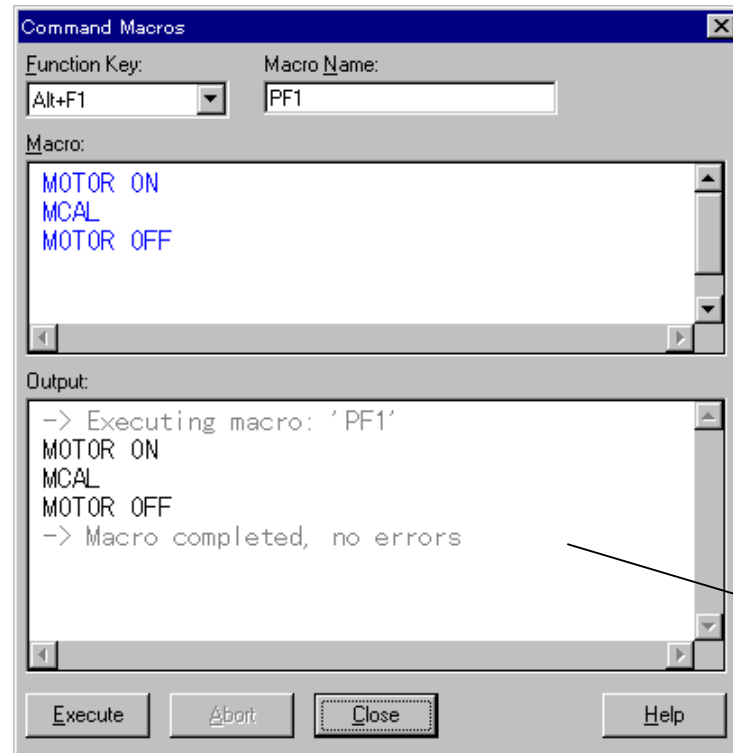 Command Macros
Function Key: Macro Name:
Alt+F1 PF1
Macro:
MOTOR ON
MCAL
MOTOR OFF
Output:
-> Executing macro: 'PF1'
MOTOR ON
MCAL
MOTOR OFF
-> Macro completed, no errors
Execute Abort Close Help